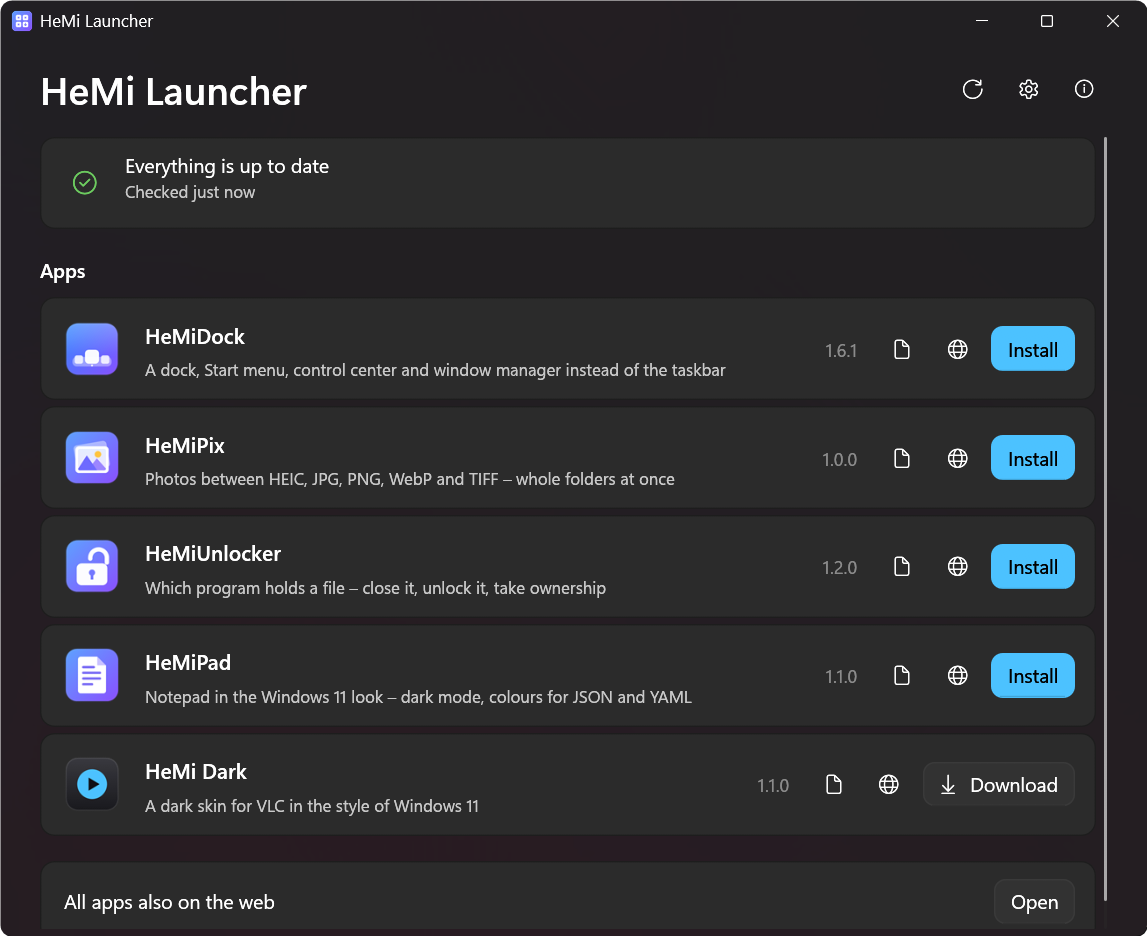 HeMi Launcher
HeMi Launcher
Everything is up to date
Checked just now
Apps
HeMiDock
A dock, Start menu, control center and window manager instead of the taskbar
1.6.1
Install
HeMiPix
Photos between HEIC, JPG, PNG, WebP and TIFF – whole folders at once
1.0.0
Install
HeMiUnlocker
Which program holds a file – close it, unlock it, take ownership
1.2.0
Install
HeMiPad
Notepad in the Windows 11 look – dark mode, colours for JSON and YAML
1.1.0
Install
HeMi Dark
A dark skin for VLC in the style of Windows 11
1.1.0
Download
All apps also on the web
Open